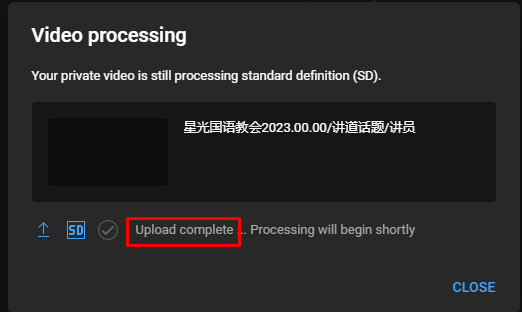 Video processing
Your private video is still processing standard definition (SD).
星光国语教会2023.00.00/讲道话题/讲员
SD Upload complete ... Processing will begin shortly
CLOSE